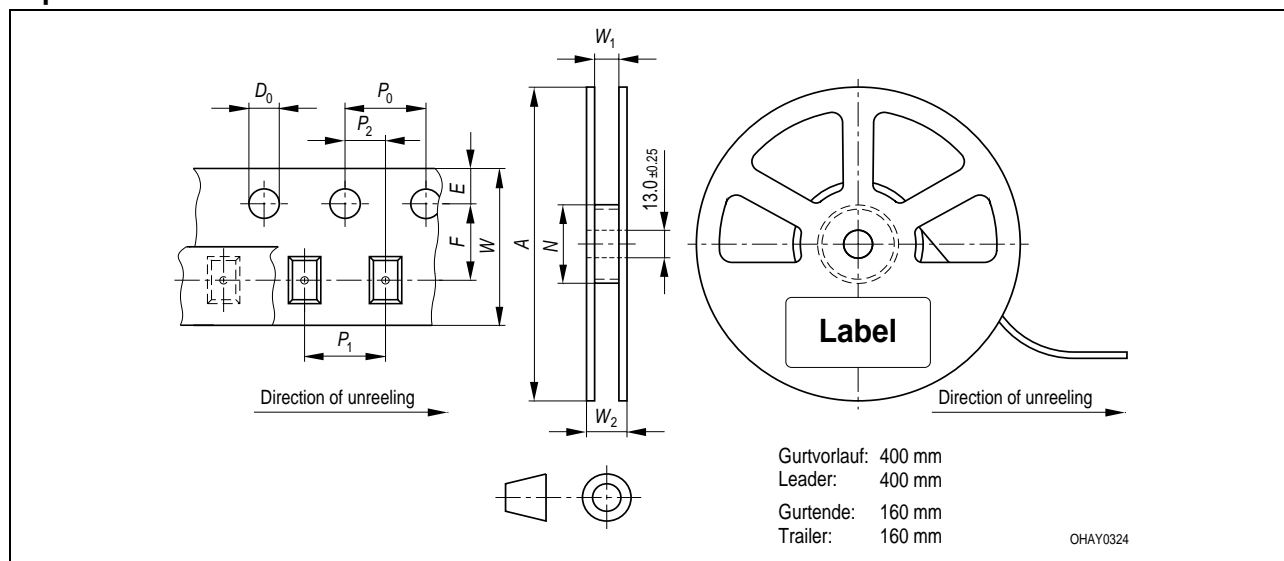 W1
D0
P0
P2
E
F
W
A
N
13.0 ±0.25
Label
P1
Direction of unreeling
W2
Direction of unreeling
Gurtvorlauf: 400 mm
Leader: 400 mm
Gurtende: 160 mm
Trailer: 160 mm
OHAY0324